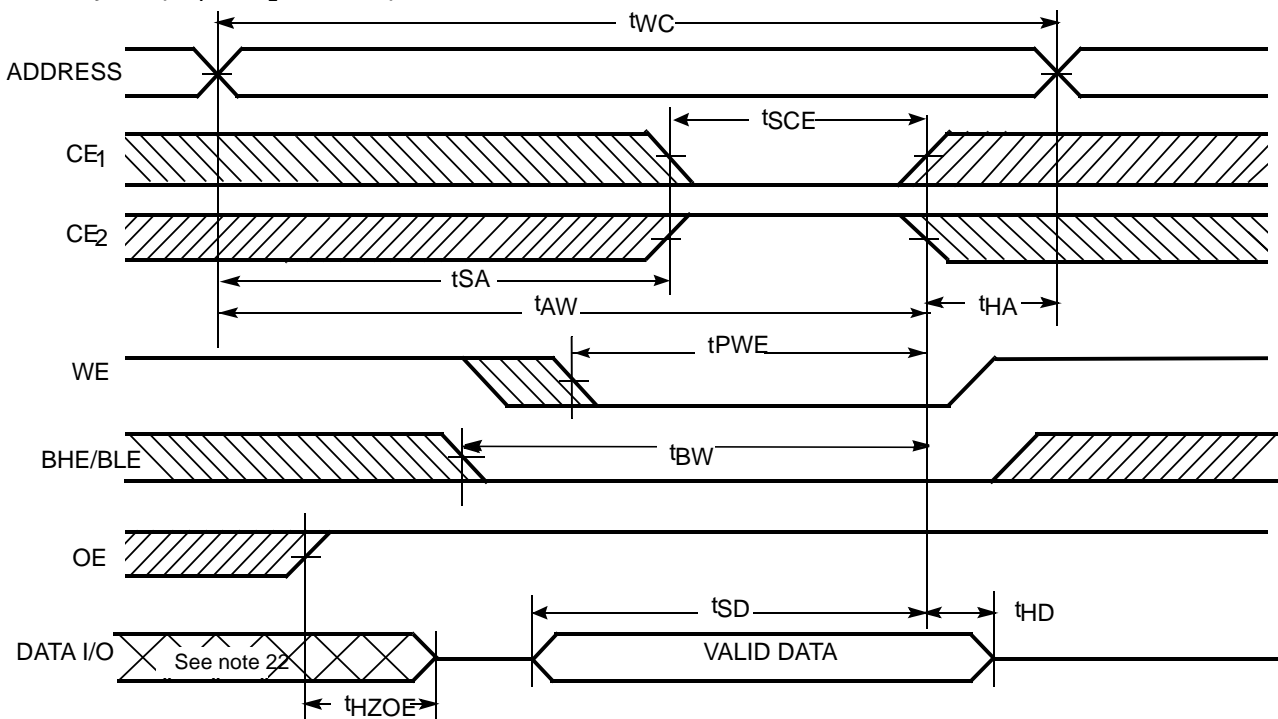 tWC
ADDRESS
tSCE
CE1
CE2
tSA
tAW
tHA
tPWE
WE
BHE/BLE
tBW
OE
tSD
tHD
DATA I/O
See note 22
VALID DATA
tHZOE